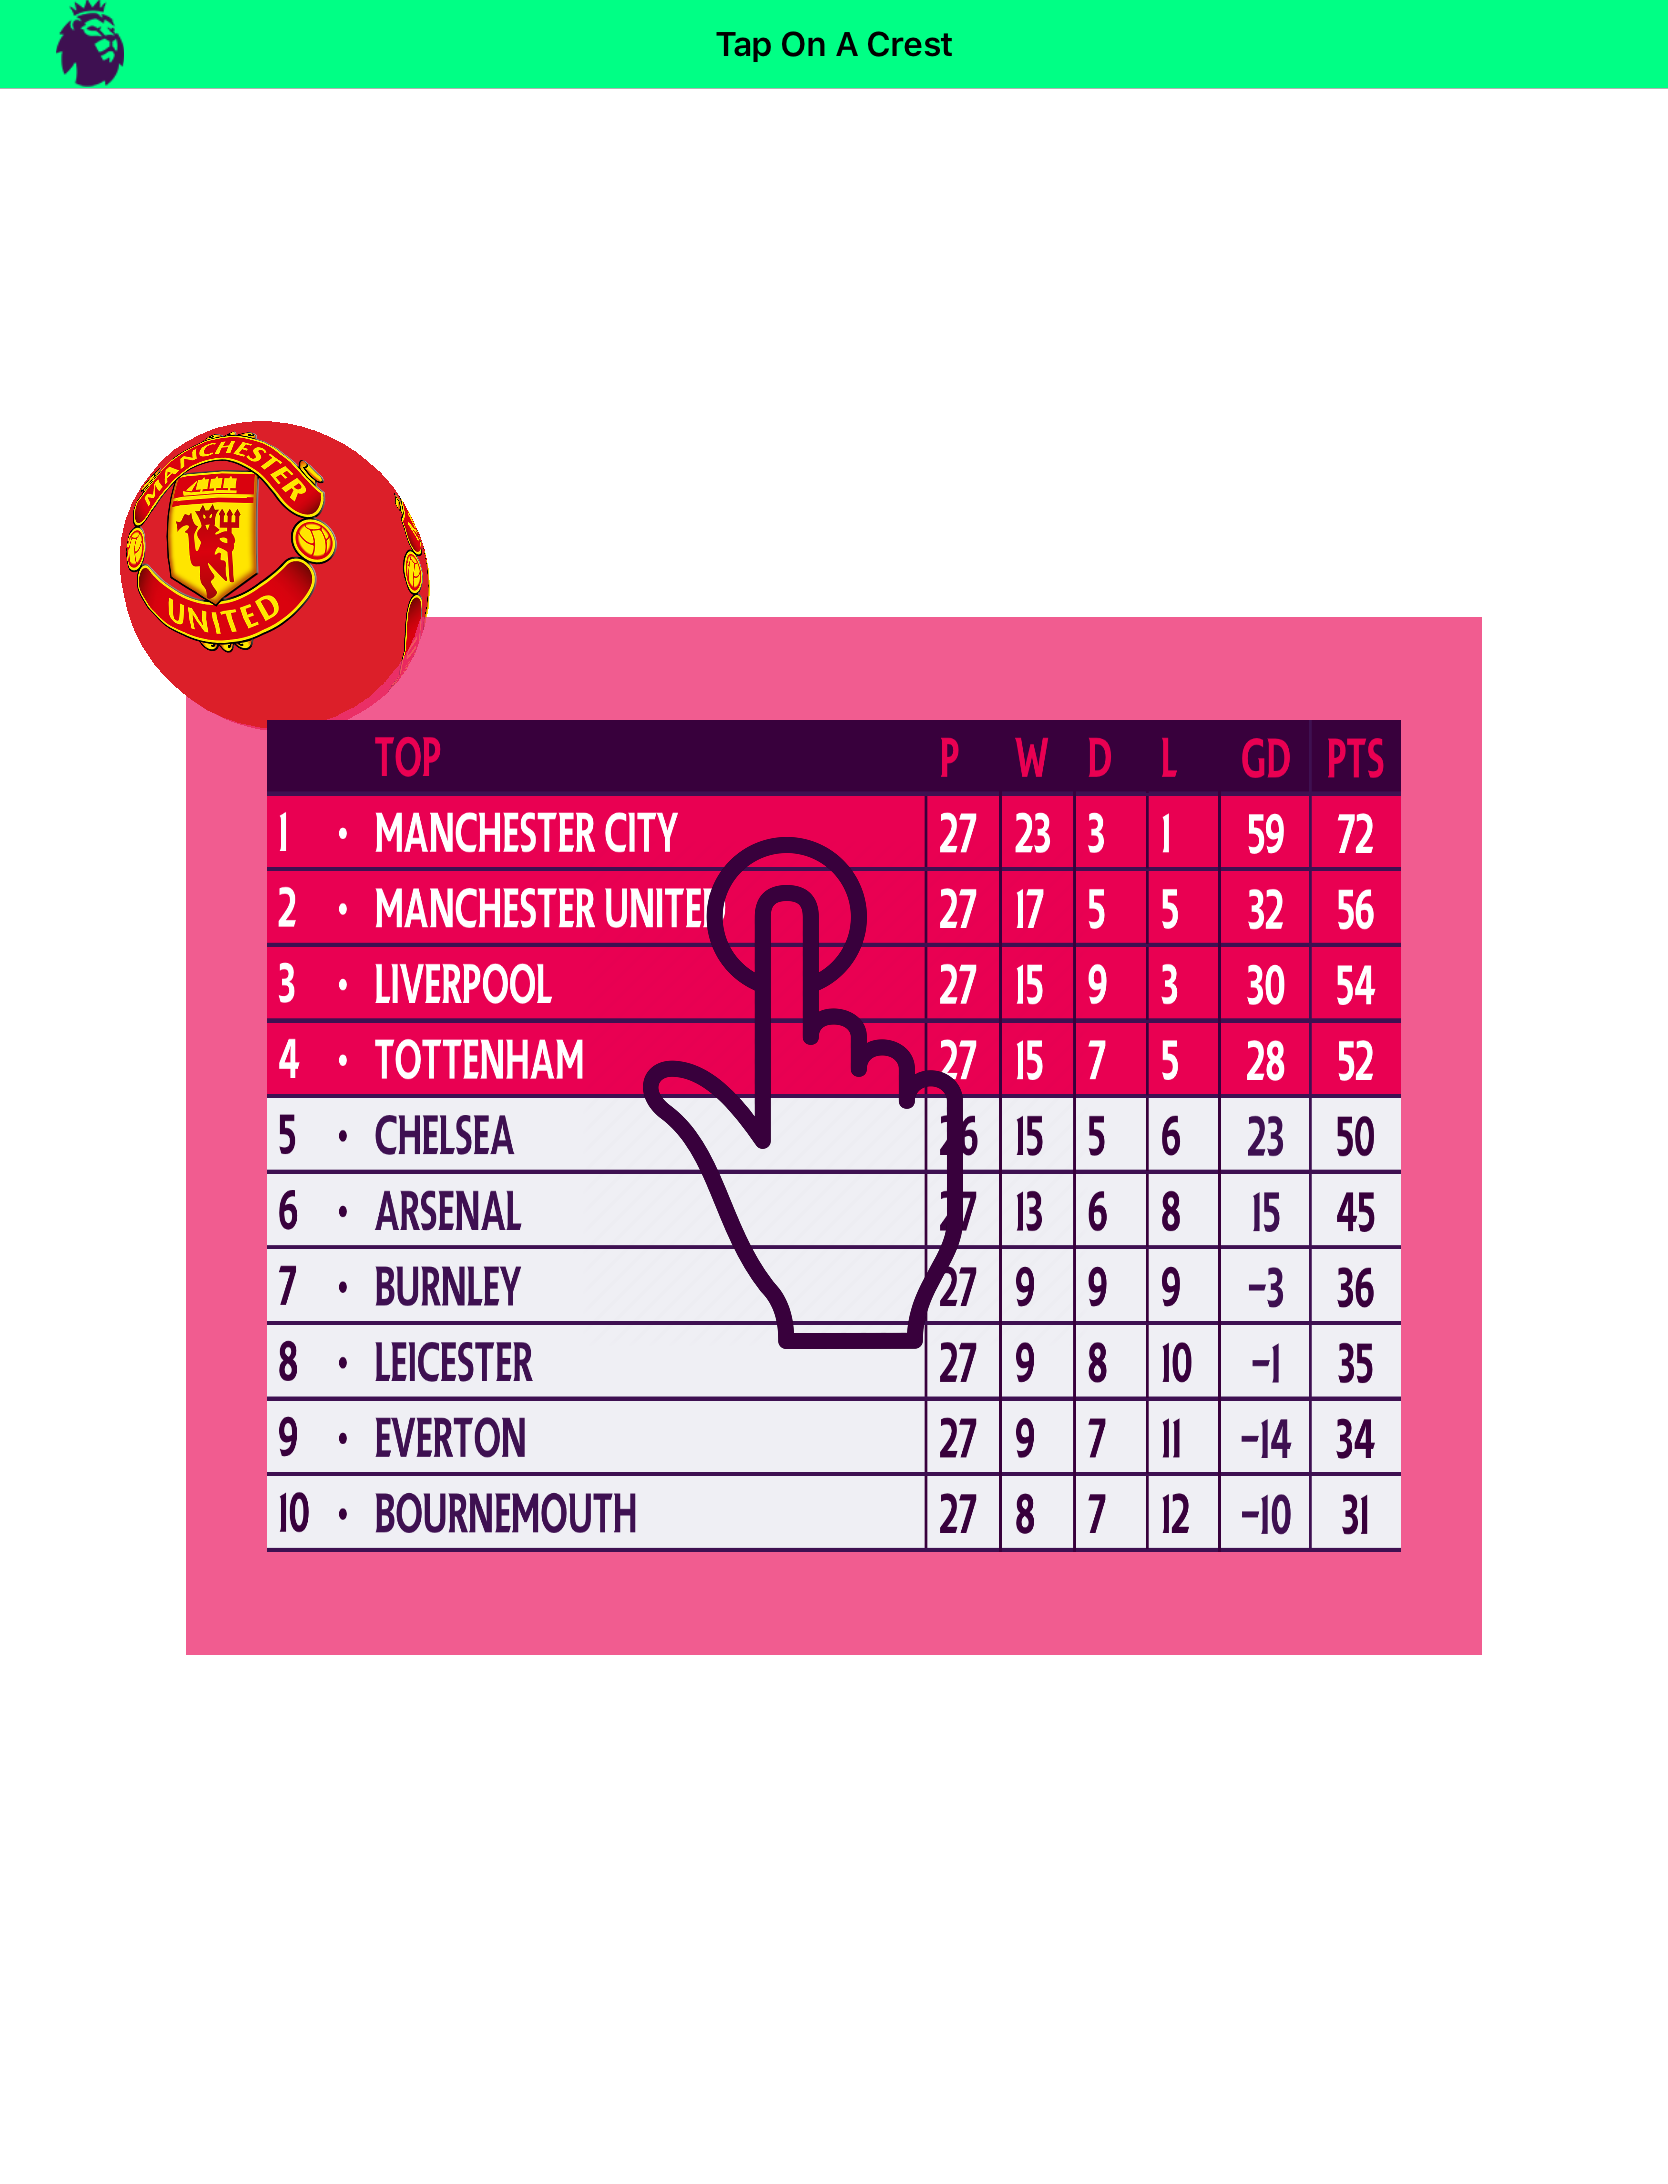 Tap On A Crest
MANCHESTER
UNITED
TOP P W D L GD PTS
1 • MANCHESTER CITY 27 23 3 1 59 72
2 • MANCHESTER UNITED 27 17 5 5 32 56
3 • LIVERPOOL 27 15 9 3 30 54
4 • TOTTENHAM 27 15 7 5 28 52
5 • CHELSEA 26 15 5 6 23 50
6 • ARSENAL 27 13 6 8 15 45
7 • BURNLEY 27 9 9 9 −3 36
8 • LEICESTER 27 9 8 10 −1 35
9 • EVERTON 27 9 7 11 −14 34
10 • BOURNEMOUTH 27 8 7 12 −10 31